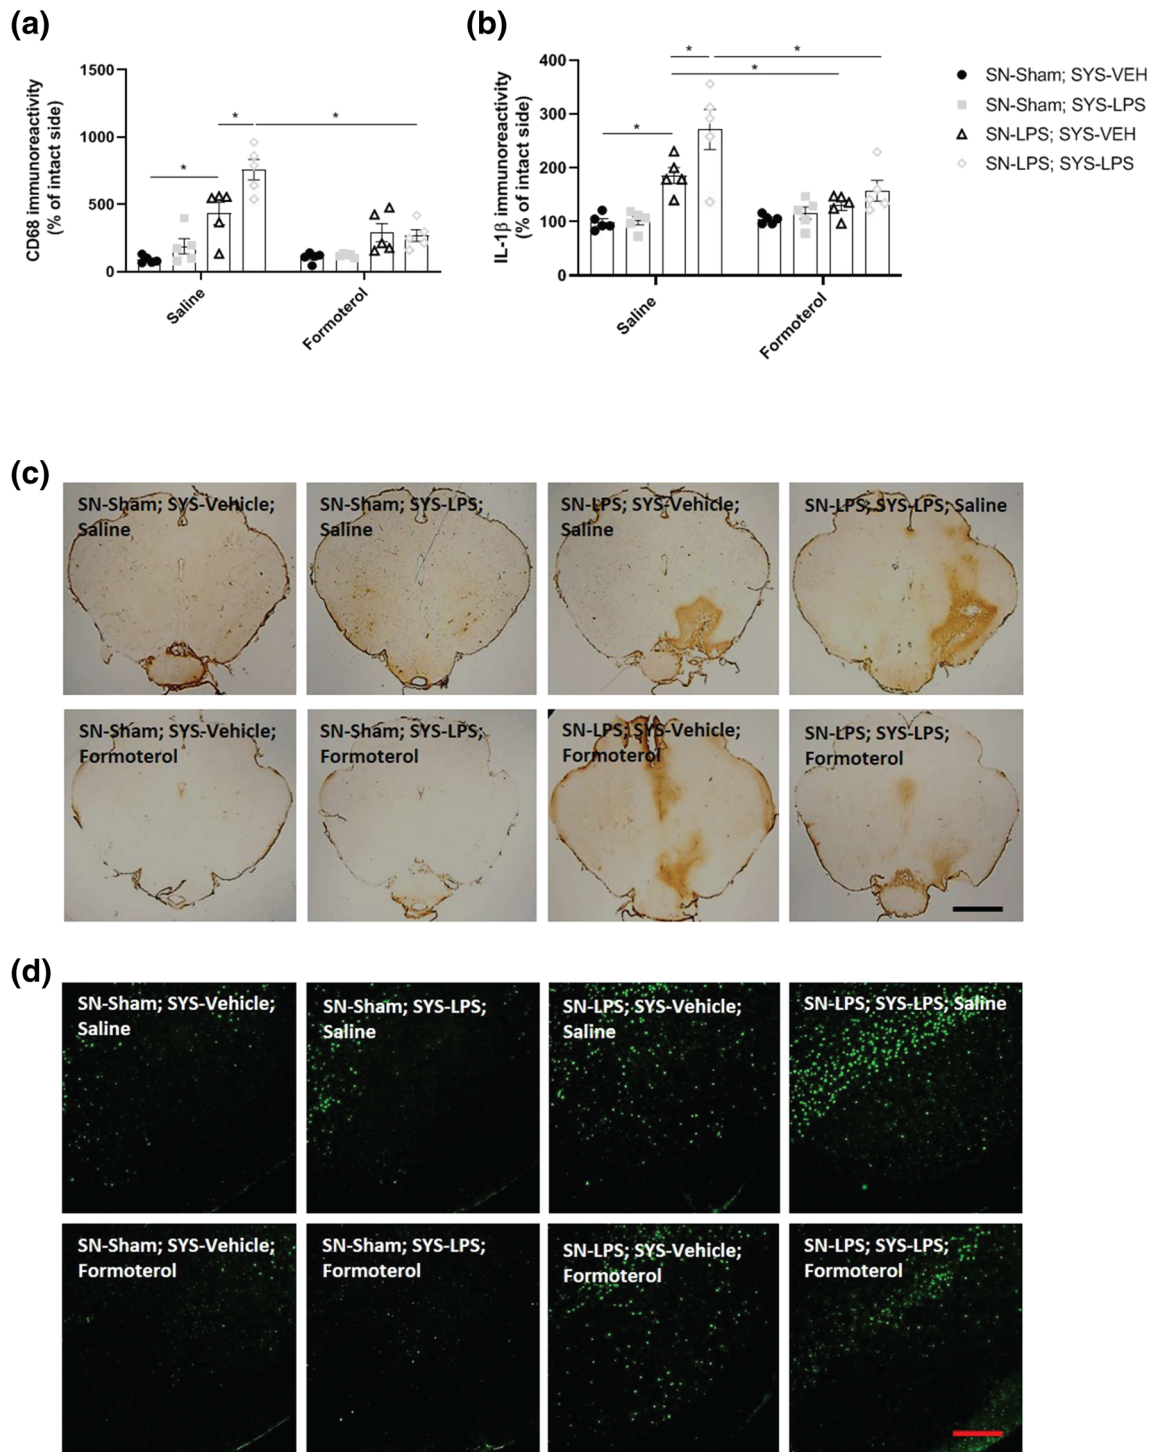 (a)
CD68 immunoreactivity
(% of intact side)
1500
1000
500
0
*
*
*
Saline
Formoterol
(b)
IL-1β immunoreactivity
(% of intact side)
400
300
200
100
0
*
*
*
*
Saline
Formoterol
SN-Sham; SYS-VEH
SN-Sham; SYS-LPS
SN-LPS; SYS-VEH
SN-LPS; SYS-LPS
(c)
SN-Sham; SYS-Vehicle;
Saline
SN-Sham; SYS-LPS;
Saline
SN-LPS; SYS-Vehicle;
Saline
SN-LPS; SYS-LPS; Saline
SN-Sham; SYS-Vehicle;
Formoterol
SN-Sham; SYS-LPS;
Formoterol
SN-LPS; SYS-Vehicle;
Formoterol
SN-LPS; SYS-LPS;
Formoterol
(d)
SN-Sham; SYS-Vehicle;
Saline
SN-Sham; SYS-LPS;
Saline
SN-LPS; SYS-Vehicle;
Saline
SN-LPS; SYS-LPS; Saline
SN-Sham; SYS-Vehicle;
Formoterol
SN-Sham; SYS-LPS;
Formoterol
SN-LPS; SYS-Vehicle;
Formoterol
SN-LPS; SYS-LPS;
Formoterol